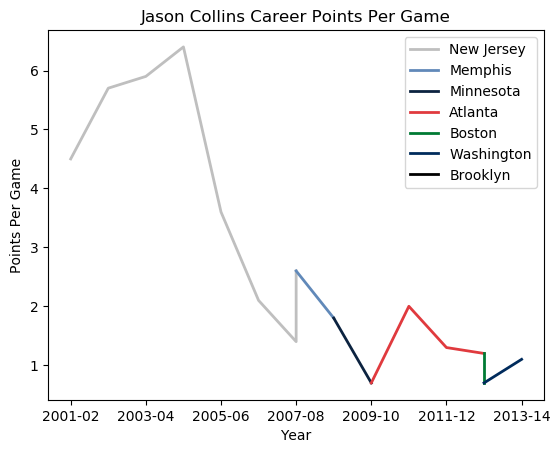 Jason Collins Career Points Per Game
New Jersey
Memphis
Minnesota
Atlanta
Boston
Washington
Brooklyn
Points Per Game
6
5
4
3
2
1
2001-02 2003-04 2005-06 2007-08 2009-10 2011-12 2013-14
Year